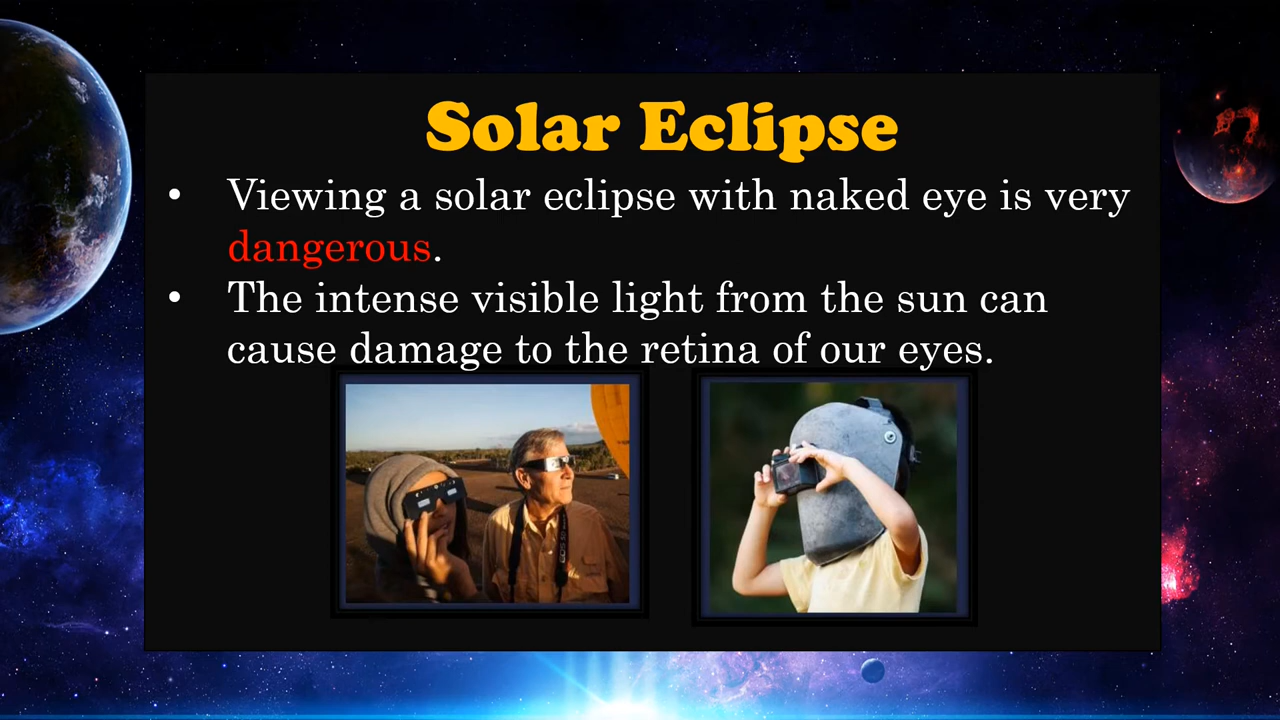 Solar Eclipse
• Viewing a solar eclipse with naked eye is very
dangerous.
• The intense visible light from the sun can
cause damage to the retina of our eyes.